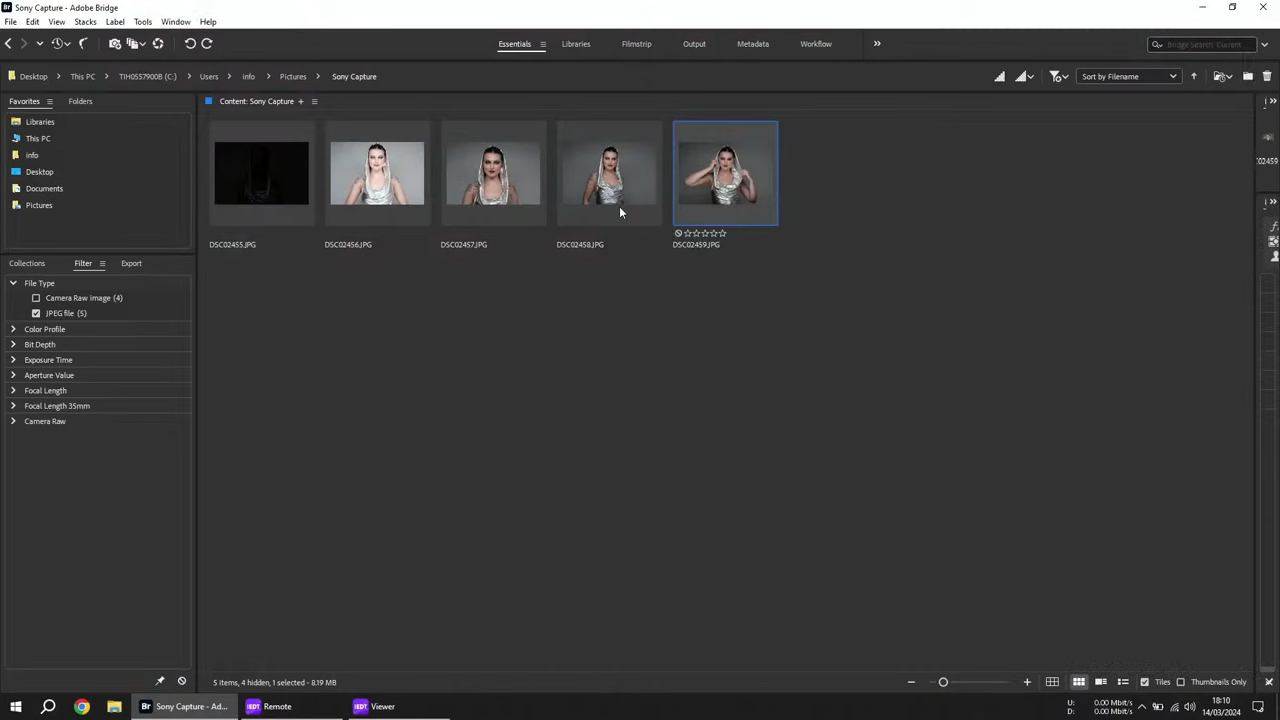 Br Sony Capture - Adobe Bridge
File Edit View Stacks Label Tools Window Help
Essentials Libraries Filmstrip Output Metadata Workflow
Desktop This PC TIH0557900B (C:) Users info Pictures Sony Capture
Sort by Filename
Favorites Folders
Content: Sony Capture
Libraries
This PC
info
Desktop
Documents
Pictures
DSC02455.JPG DSC02456.JPG DSC02457.JPG DSC02458.JPG DSC02459.JPG
Collections Filter Export
File Type
Camera Raw image (4)
JPEG file (5)
Color Profile
Bit Depth
Exposure Time
Aperture Value
Focal Length
Focal Length 35mm
Camera Raw
5 items, 4 hidden, 1 selected - 8.19 MB
Tiles Thumbnails Only
Br Sony Capture - Ad... IEDT Remote IEDT Viewer
U: 0.00 Mbit/s
D: 0.00 Mbit/s
18:10
14/03/2024